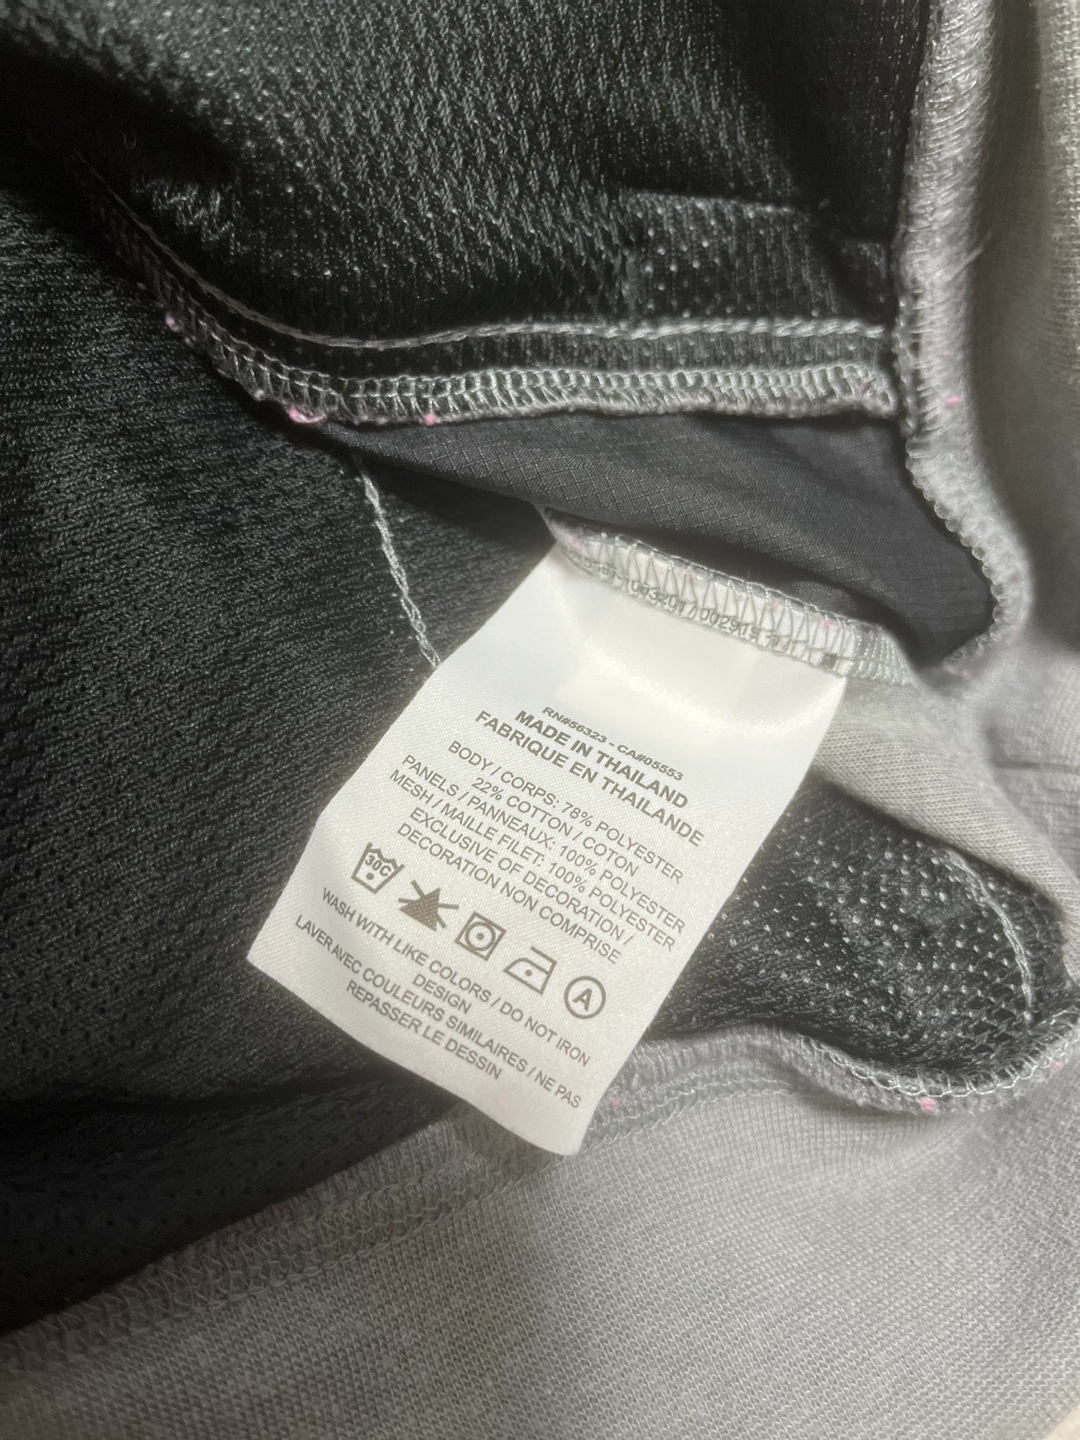 RN#56323 - CA#05553
MADE IN THAILAND
FABRIQUE EN THAILANDE
BODY / CORPS: 78% POLYESTER
22% COTTON / COTON
PANELS / PANNEAUX: 100% POLYESTER
MESH / MAILLE FILET: 100% POLYESTER
EXCLUSIVE OF DECORATION /
DECORATION NON COMPRISE
30C
A
WASH WITH LIKE COLORS / DO NOT IRON
DESIGN
LAVER AVEC COULEURS SIMILAIRES / NE PAS
REPASSER LE DESSIN